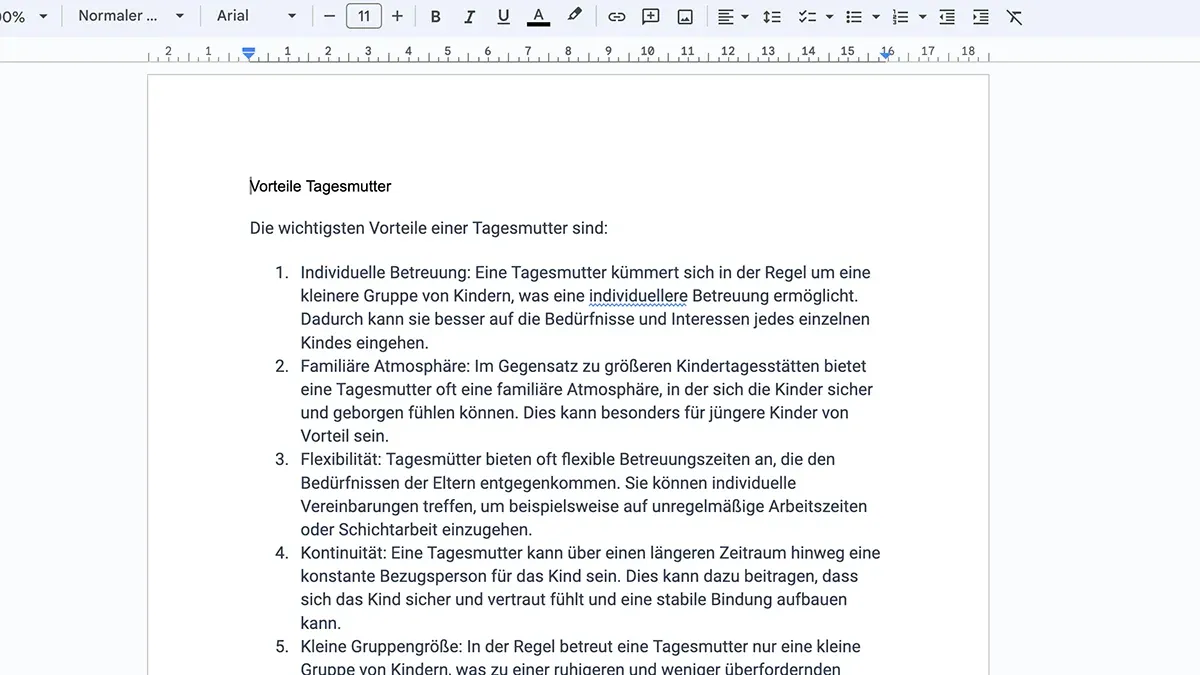 00% Normaler ... Arial 11 B I U A
2 1 1 2 3 4 5 6 7 8 9 10 11 12 13 14 15 16 17 18
Vorteile Tagesmutter
Die wichtigsten Vorteile einer Tagesmutter sind:
1. Individuelle Betreuung: Eine Tagesmutter kümmert sich in der Regel um eine
kleinere Gruppe von Kindern, was eine individuellere Betreuung ermöglicht.
Dadurch kann sie besser auf die Bedürfnisse und Interessen jedes einzelnen
Kindes eingehen.
2. Familiäre Atmosphäre: Im Gegensatz zu größeren Kindertagesstätten bietet
eine Tagesmutter oft eine familiäre Atmosphäre, in der sich die Kinder sicher
und geborgen fühlen können. Dies kann besonders für jüngere Kinder von
Vorteil sein.
3. Flexibilität: Tagesmütter bieten oft flexible Betreuungszeiten an, die den
Bedürfnissen der Eltern entgegenkommen. Sie können individuelle
Vereinbarungen treffen, um beispielsweise auf unregelmäßige Arbeitszeiten
oder Schichtarbeit einzugehen.
4. Kontinuität: Eine Tagesmutter kann über einen längeren Zeitraum hinweg eine
konstante Bezugsperson für das Kind sein. Dies kann dazu beitragen, dass
sich das Kind sicher und vertraut fühlt und eine stabile Bindung aufbauen
kann.
5. Kleine Gruppengröße: In der Regel betreut eine Tagesmutter nur eine kleine
Gruppe von Kindern, was zu einer ruhigeren und weniger überfordernden